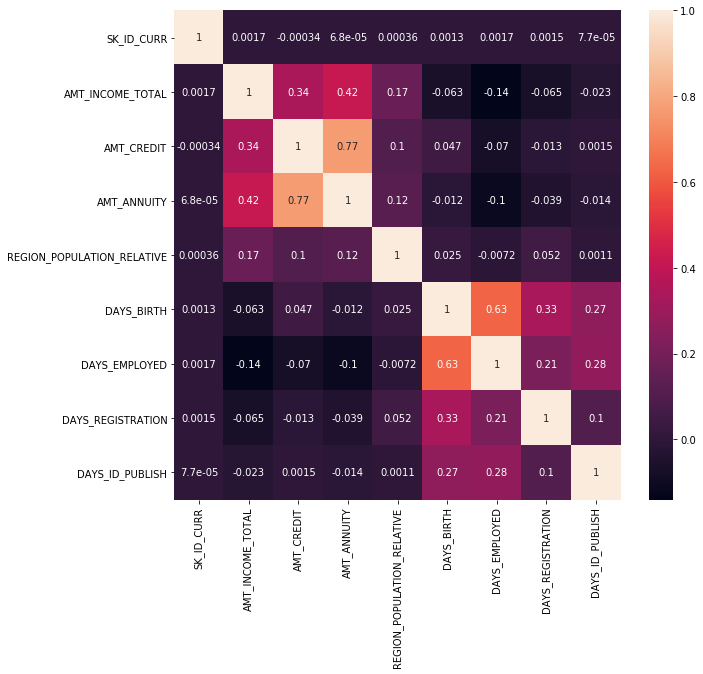 SK_ID_CURR 1 0.0017 -0.00034 6.8e-05 0.00036 0.0013 0.0017 0.0015 7.7e-05
AMT_INCOME_TOTAL 0.0017 1 0.34 0.42 0.17 -0.063 -0.14 -0.065 -0.023
AMT_CREDIT -0.00034 0.34 1 0.77 0.1 0.047 -0.07 -0.013 0.0015
AMT_ANNUITY 6.8e-05 0.42 0.77 1 0.12 -0.012 -0.1 -0.039 -0.014
REGION_POPULATION_RELATIVE 0.00036 0.17 0.1 0.12 1 0.025 -0.0072 0.052 0.0011
DAYS_BIRTH 0.0013 -0.063 0.047 -0.012 0.025 1 0.63 0.33 0.27
DAYS_EMPLOYED 0.0017 -0.14 -0.07 -0.1 -0.0072 0.63 1 0.21 0.28
DAYS_REGISTRATION 0.0015 -0.065 -0.013 -0.039 0.052 0.33 0.21 1 0.1
DAYS_ID_PUBLISH 7.7e-05 -0.023 0.0015 -0.014 0.0011 0.27 0.28 0.1 1
SK_ID_CURR
AMT_INCOME_TOTAL
AMT_CREDIT
AMT_ANNUITY
REGION_POPULATION_RELATIVE
DAYS_BIRTH
DAYS_EMPLOYED
DAYS_REGISTRATION
DAYS_ID_PUBLISH
1.0
0.8
0.6
0.4
0.2
0.0